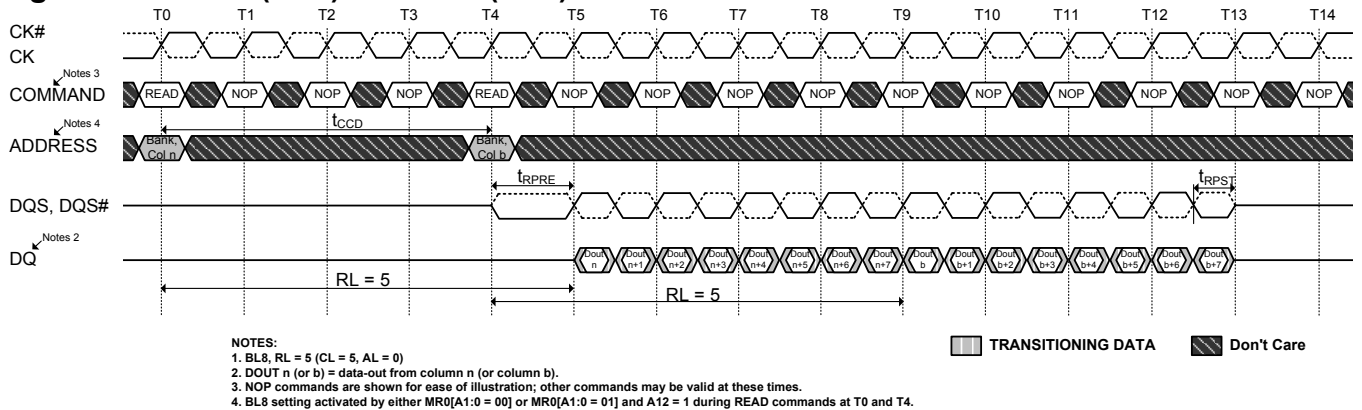 T0 T1 T2 T3 T4 T5 T6 T7 T8 T9 T10 T11 T12 T13 T14
CK#
CK
Notes 3
COMMAND READ NOP NOP NOP READ NOP NOP NOP NOP NOP NOP NOP NOP NOP NOP
tCCD
Notes 4
ADDRESS Bank, Col n Bank, Col b
tRPRE tRPST
DQS, DQS#
Notes 2
DQ Dout n Dout n+1 Dout n+2 Dout n+3 Dout n+4 Dout n+5 Dout n+6 Dout n+7 Dout b Dout b+1 Dout b+2 Dout b+3 Dout b+4 Dout b+5 Dout b+6 Dout b+7
RL = 5 RL = 5
TRANSITIONING DATA Don't Care
NOTES:
1. BL8, RL = 5 (CL = 5, AL = 0)
2. DOUT n (or b) = data-out from column n (or column b).
3. NOP commands are shown for ease of illustration; other commands may be valid at these times.
4. BL8 setting activated by either MR0[A1:0 = 00] or MR0[A1:0 = 01] and A12 = 1 during READ commands at T0 and T4.